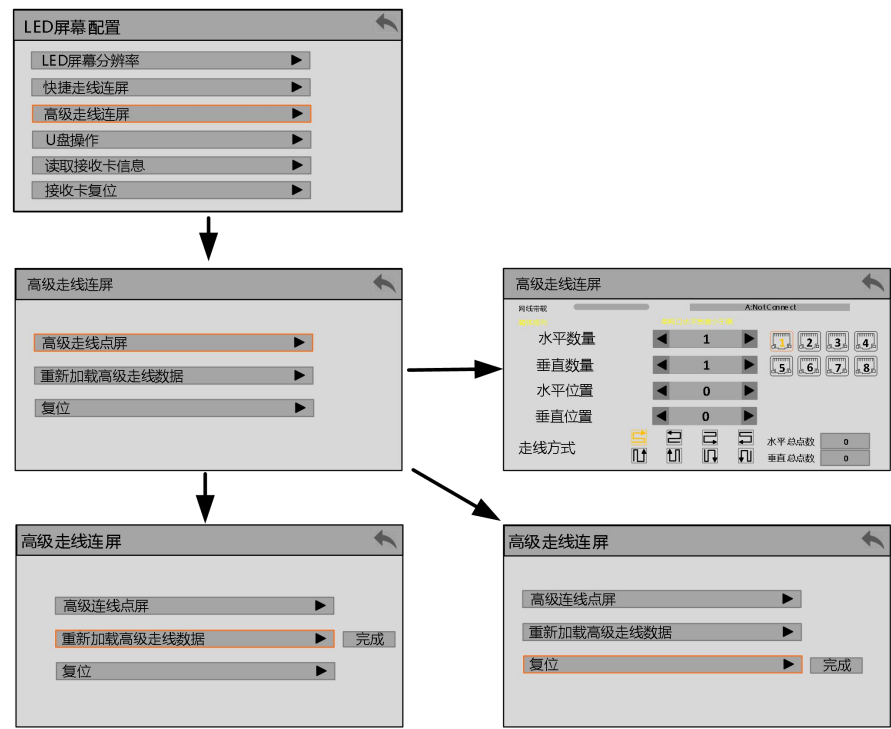 LED屏幕配置
LED屏幕分辨率
快捷走线连屏
高级走线连屏
U盘操作
读取接收卡信息
接收卡复位
高级走线连屏
高级走线点屏
重新加载高级走线数据
复位
高级走线连屏
网线带载
A:NotConnect
水平数量 1
1 2 3 4
垂直数量 1
5 6 7 8
水平位置 0
垂直位置 0
走线方式
水平总点数 0
垂直总点数 0
高级走线连屏
高级连线点屏
重新加载高级走线数据 完成
复位
高级走线连屏
高级连线点屏
重新加载高级走线数据
复位 完成